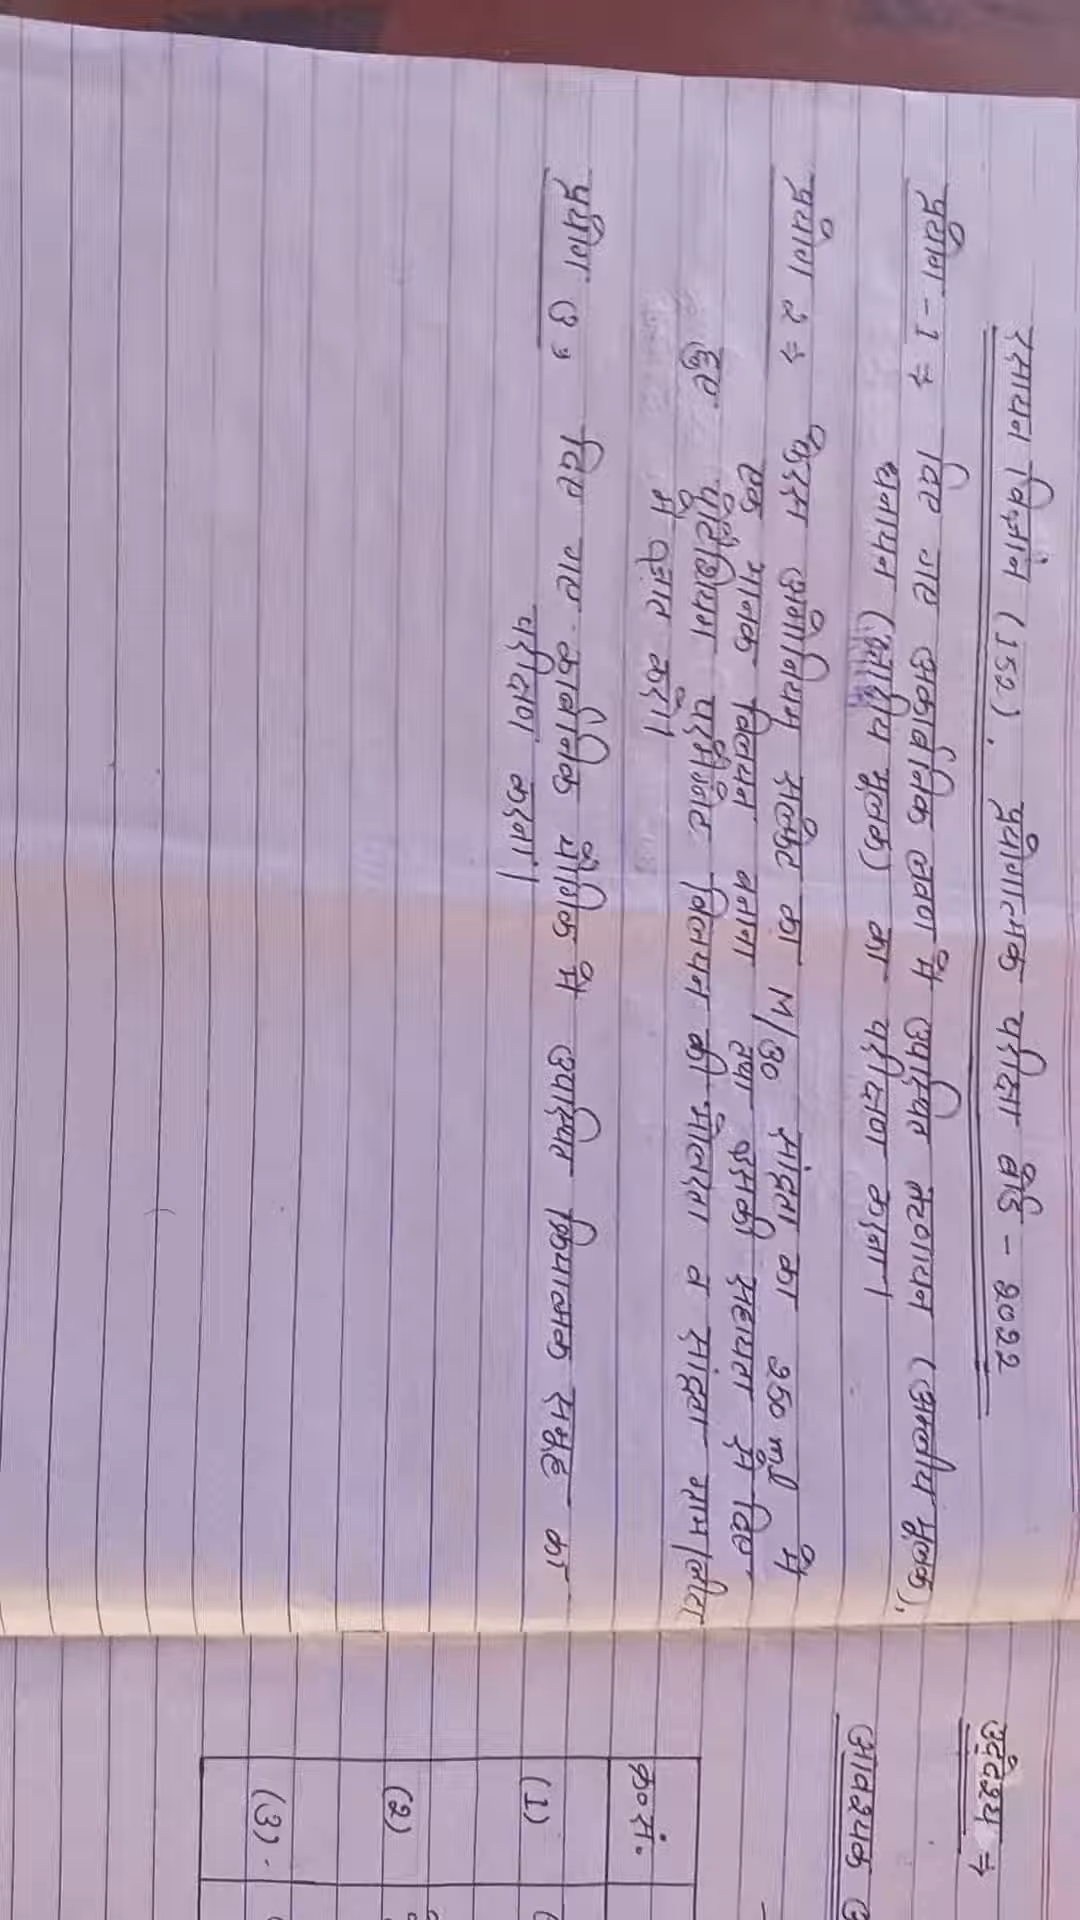 रसायन विज्ञान (152). प्रयोगात्मक परीक्षा बोर्ड - 2022
प्रयोग - 1 ⇒ दिए गए अकार्बनिक लवण में उपस्थित ऋणायन (अम्लीय मूलक),
धनायन (क्षारीय मूलक) का परीक्षण करना।
प्रयोग 2 ⇒ फेरस अमोनियम सल्फेट का M/30 सांद्रता का 250 ml में
एक मानक विलयन बनाना तथा इसकी सहायता से दिए
हुए पोटेशियम परमैंगनेट विलयन की मोलरता व सांद्रता ग्राम/लीटर
में ज्ञात करो।
प्रयोग 3 ⇒ दिए गए कार्बनिक यौगिक में उपस्थित क्रियात्मक समूह का
परीक्षण करना।
उद्देश्य ⇒
आवश्यक
क्र० सं०
(1)
(2)
(3)